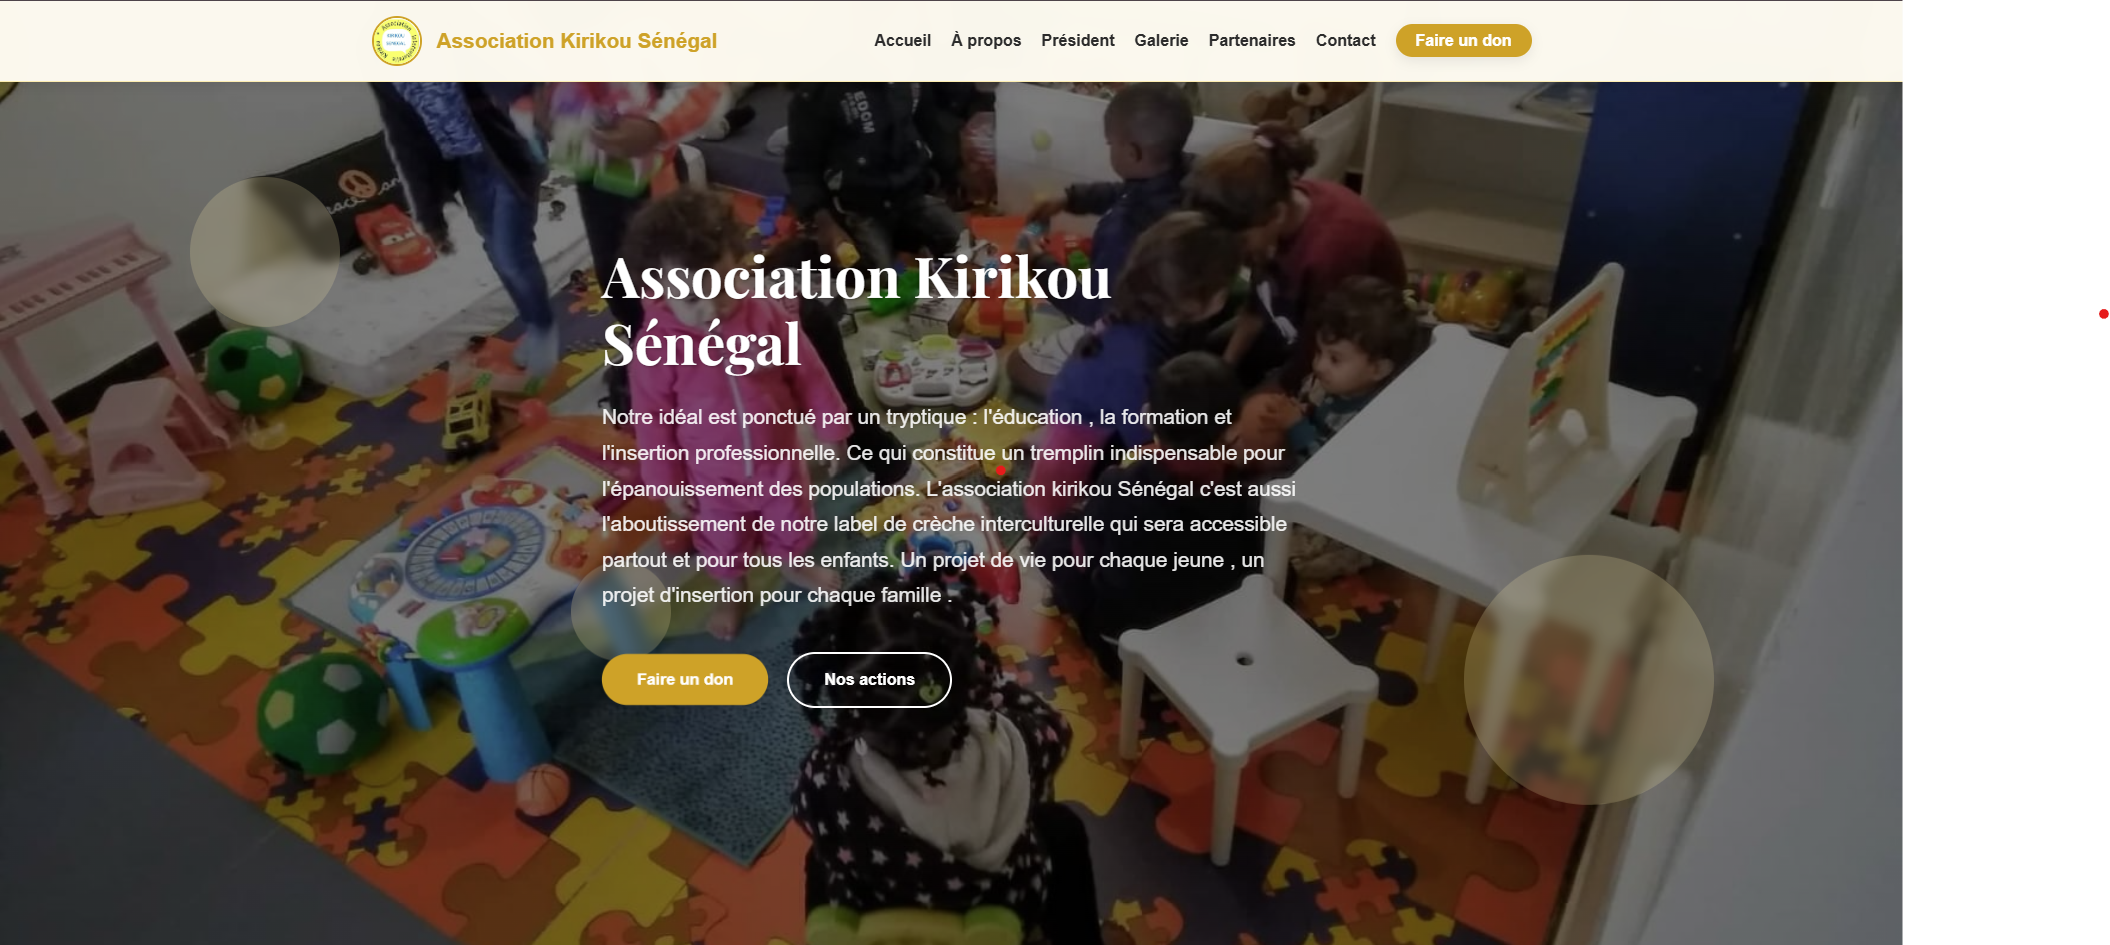 Association Kirikou Sénégal
Accueil À propos Président Galerie Partenaires Contact Faire un don
Association Kirikou
Sénégal
Notre idéal est ponctué par un tryptique : l'éducation , la formation et
l'insertion professionnelle. Ce qui constitue un tremplin indispensable pour
l'épanouissement des populations. L'association kirikou Sénégal c'est aussi
l'aboutissement de notre label de crèche interculturelle qui sera accessible
partout et pour tous les enfants. Un projet de vie pour chaque jeune , un
projet d'insertion pour chaque famille .
Faire un don Nos actions